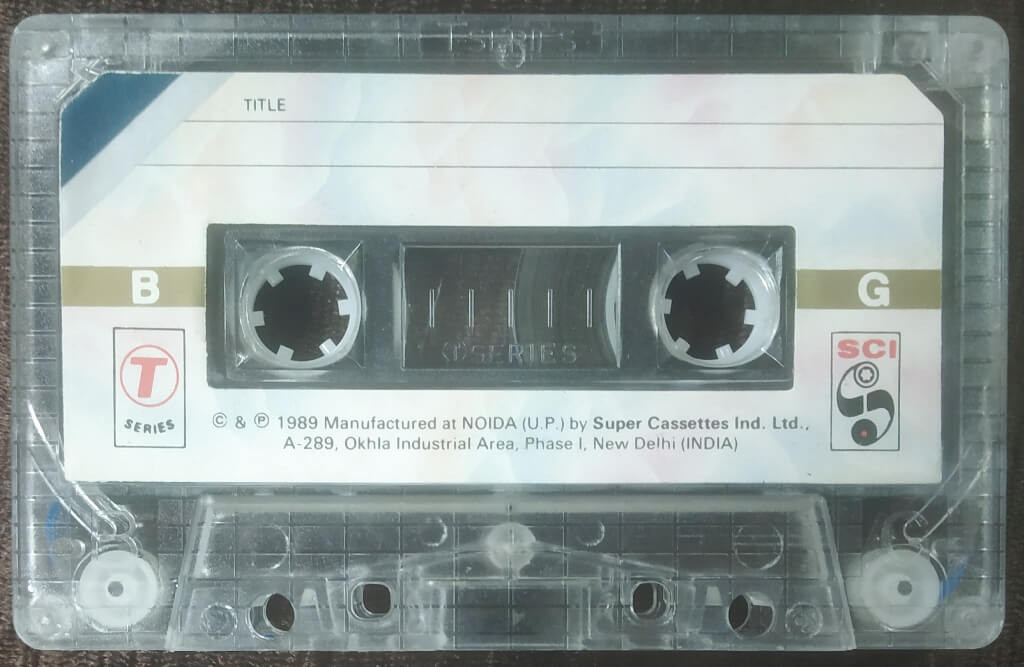 T-SERIES
TITLE
B
G
T SERIES
T
SERIES
SCI
© & ℗ 1989 Manufactured at NOIDA (U.P.) by Super Cassettes Ind. Ltd.,
A-289, Okhla Industrial Area, Phase I, New Delhi (INDIA)